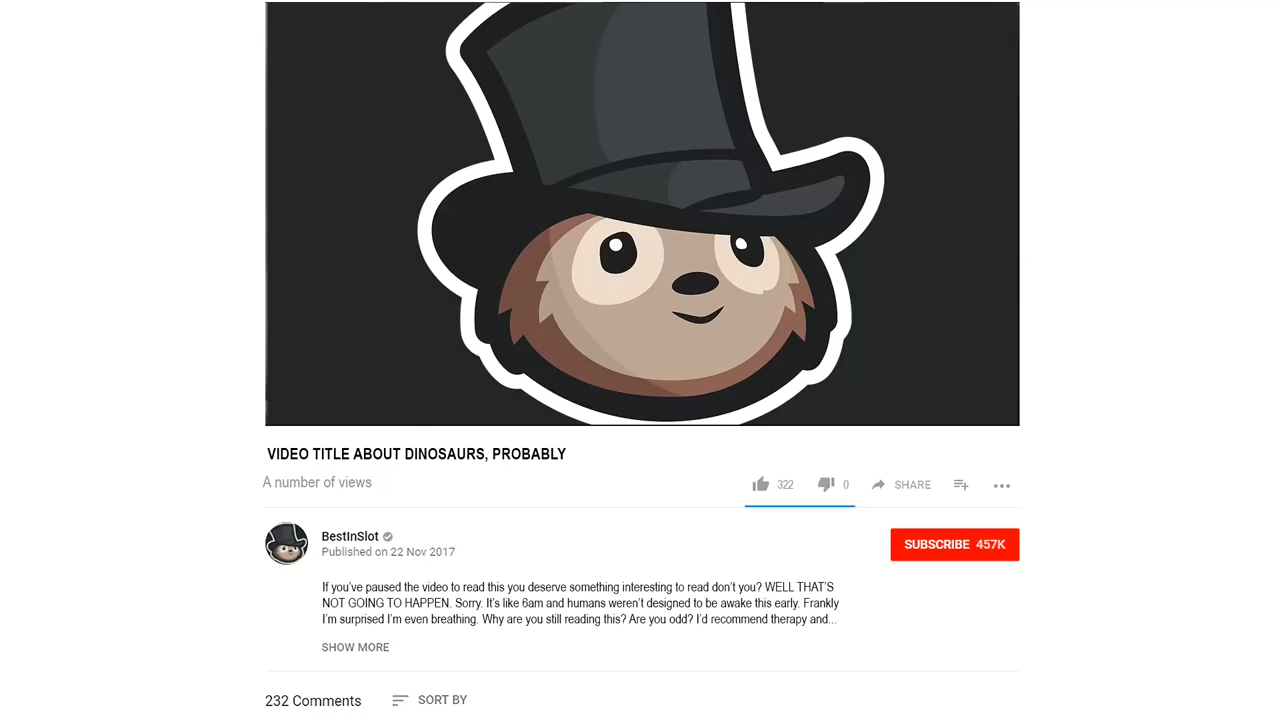 VIDEO TITLE ABOUT DINOSAURS, PROBABLY
A number of views
322 0 SHARE
BestInSlot
Published on 22 Nov 2017
SUBSCRIBE 457K
If you've paused the video to read this you deserve something interesting to read don't you? WELL THAT'S
NOT GOING TO HAPPEN. Sorry. It's like 6am and humans weren't designed to be awake this early. Frankly
I'm surprised I'm even breathing. Why are you still reading this? Are you odd? I'd recommend therapy and...
SHOW MORE
232 Comments SORT BY